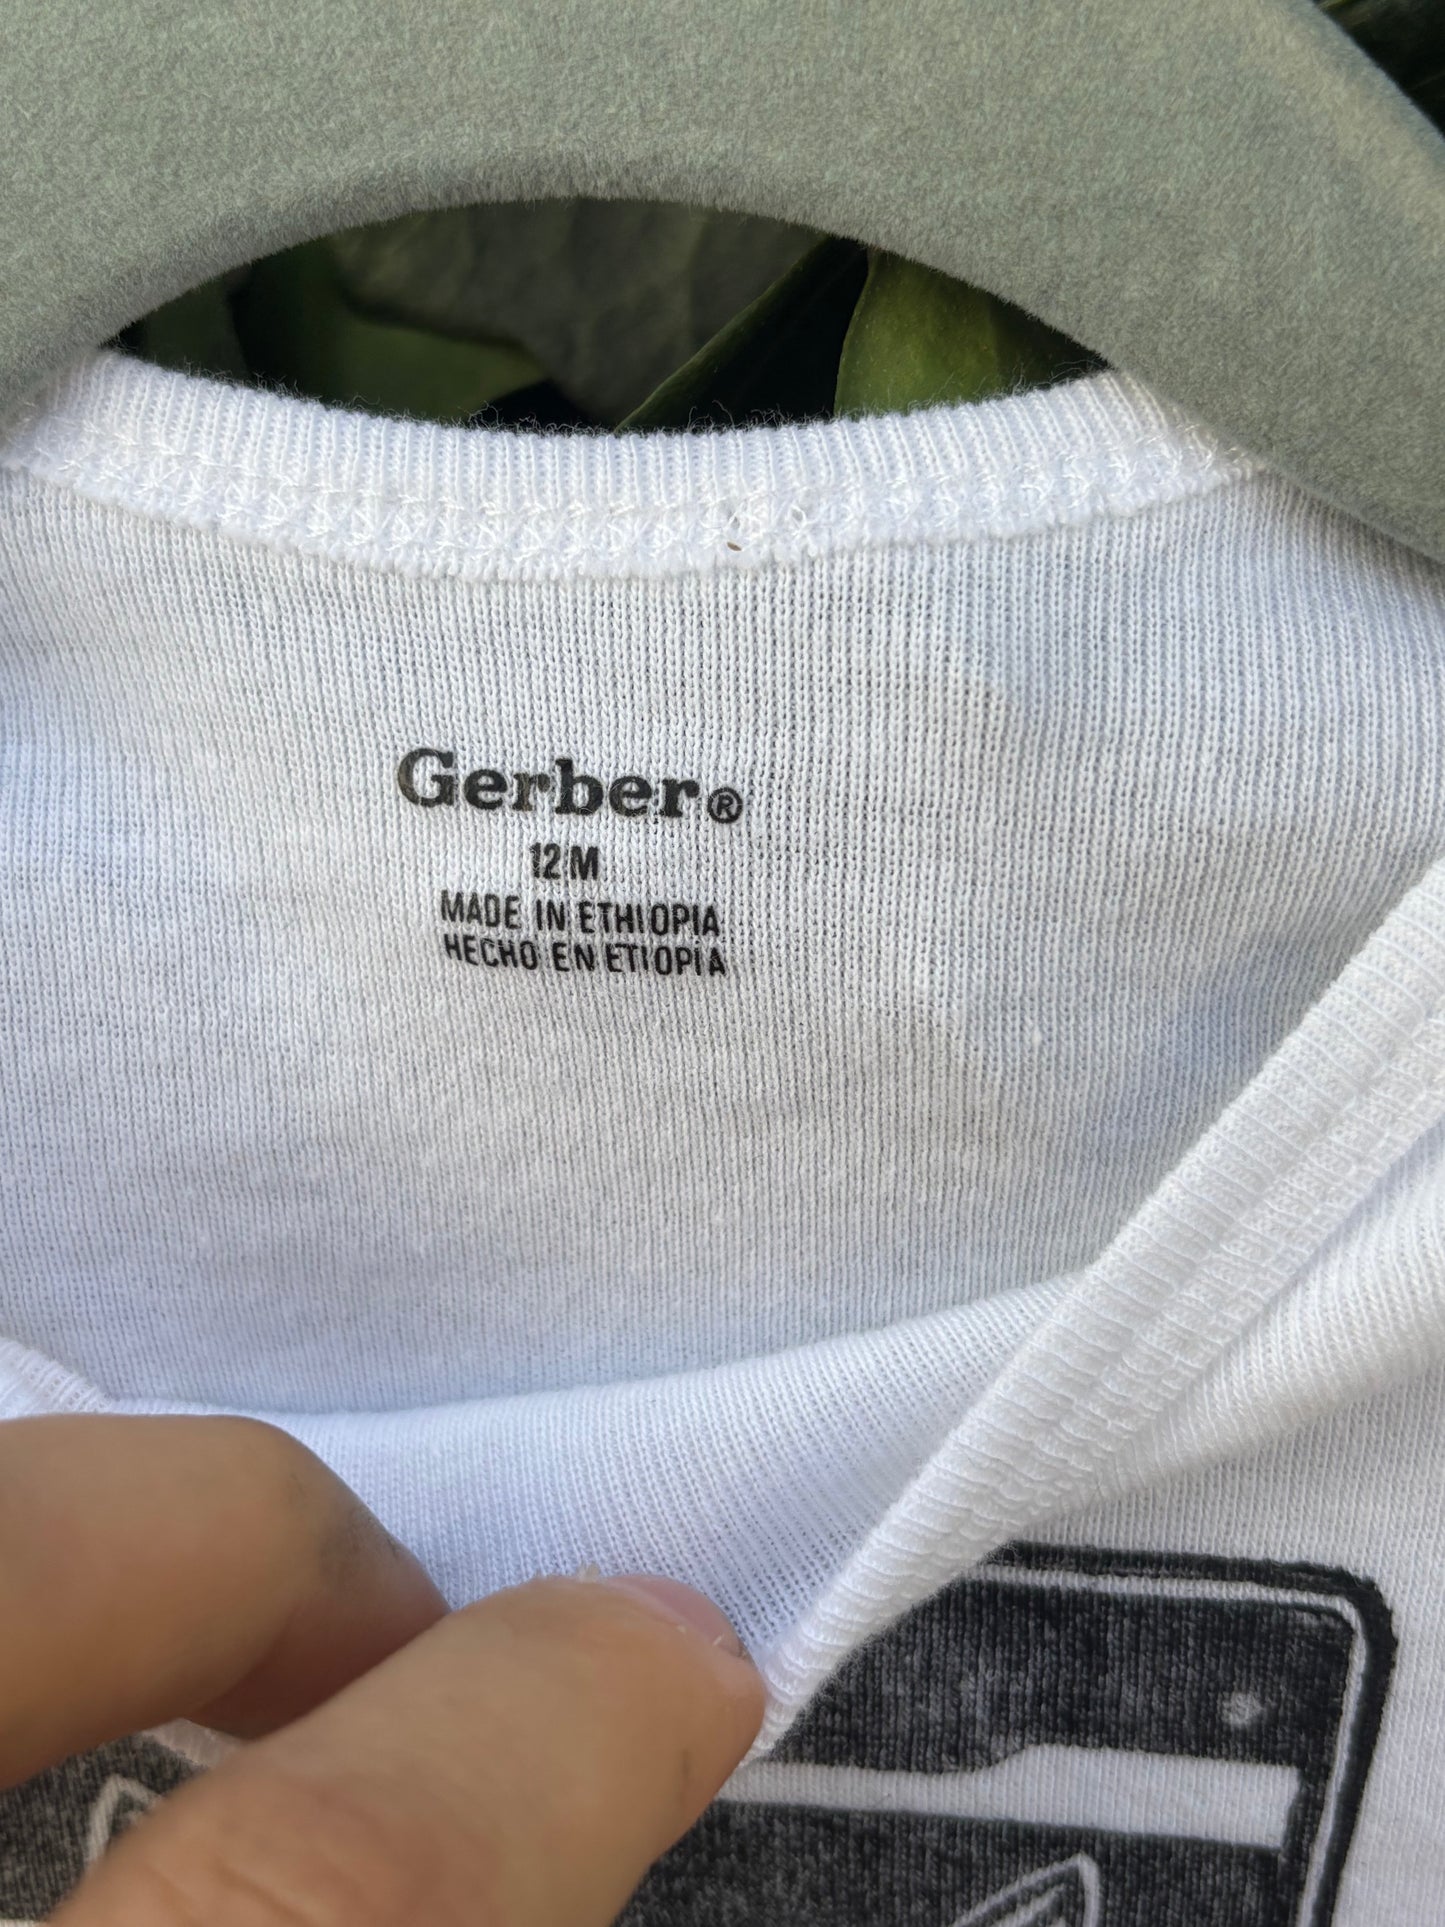 Gerber®
12M
MADE IN ETHIOPIA
HECHO EN ETIOPIA